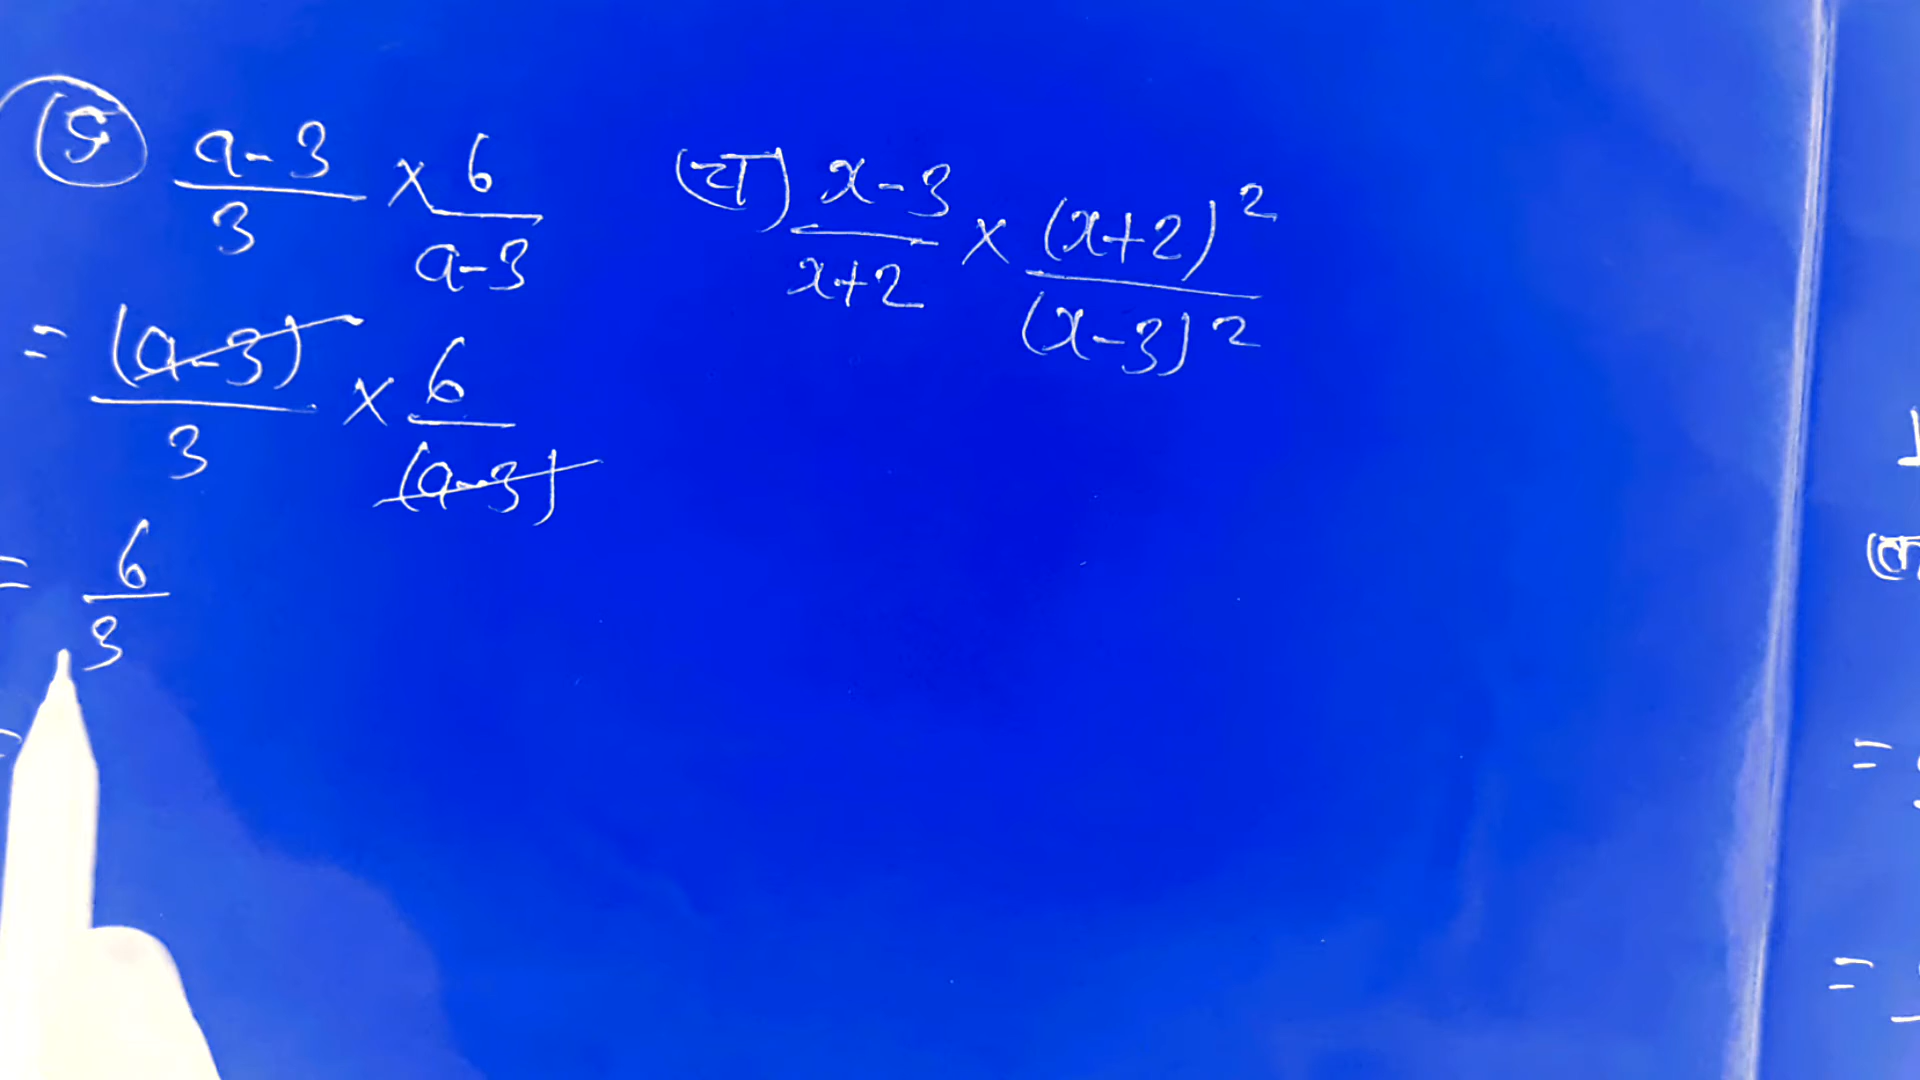 (ङ) a-3/3 × 6/a-3
= (a-3)/3 × 6/(a-3)
= 6/3
(च) x-3/x+2 × (x+2)²/(x-3)²
=
=